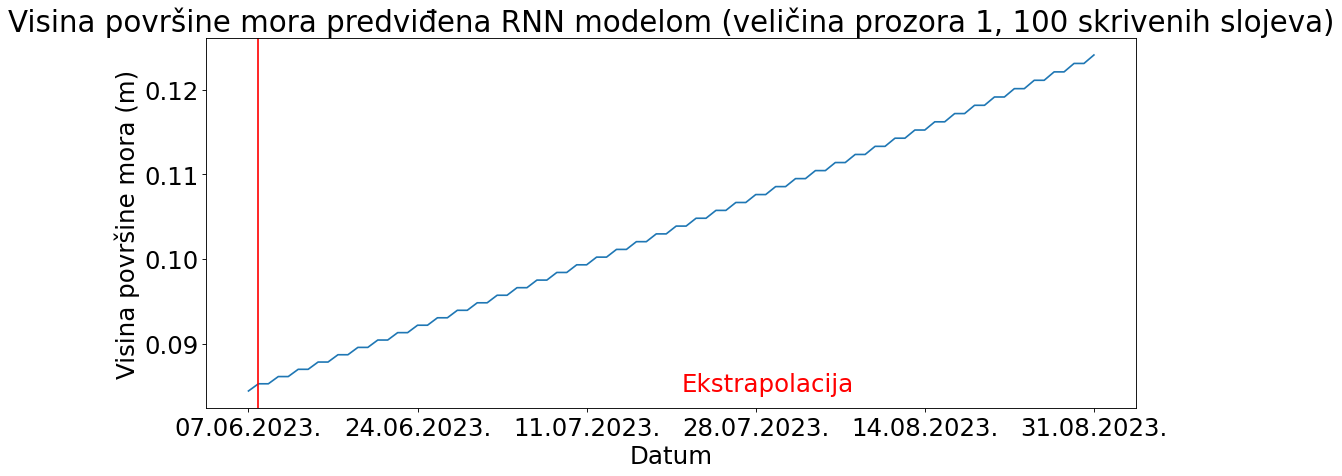 Visina površine mora predviđena RNN modelom (veličina prozora 1, 100 skrivenih slojeva)
Visina površine mora (m)
0.12
0.11
0.10
0.09
Ekstrapolacija
07.06.2023. 24.06.2023. 11.07.2023. 28.07.2023. 14.08.2023. 31.08.2023.
Datum